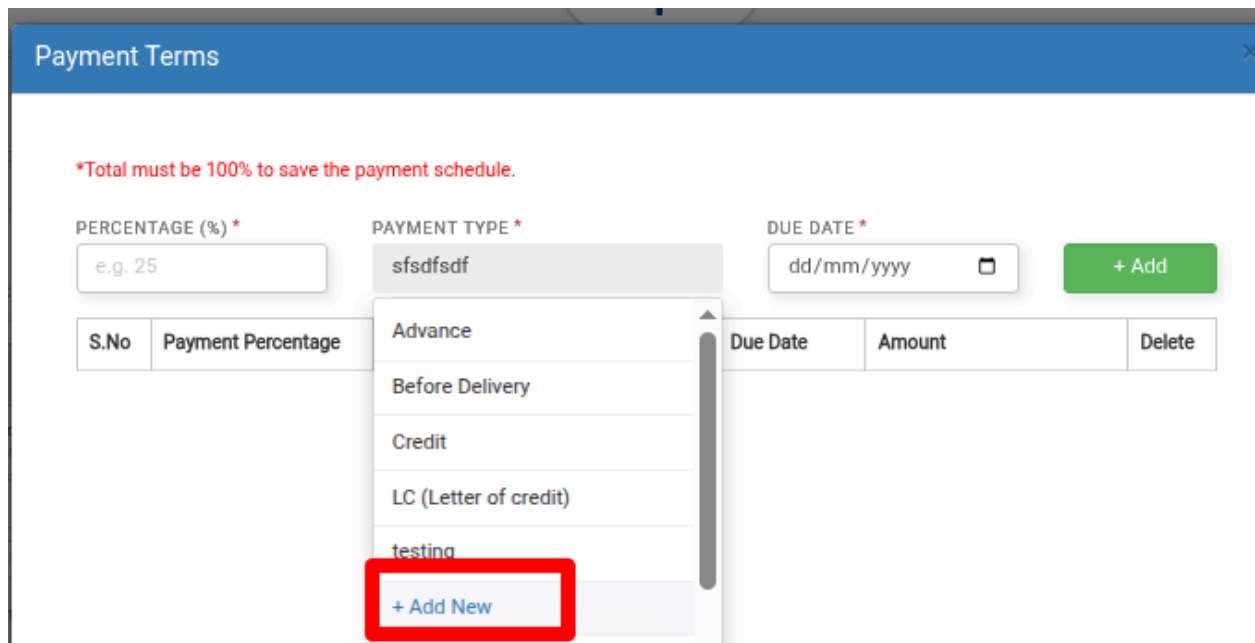 Payment Terms
×
*Total must be 100% to save the payment schedule.
PERCENTAGE (%) * PAYMENT TYPE * DUE DATE *
e.g. 25 sfsdfsdf dd/mm/yyyy + Add
S.No Payment Percentage Due Date Amount Delete
Advance
Before Delivery
Credit
LC (Letter of credit)
testing
+ Add New